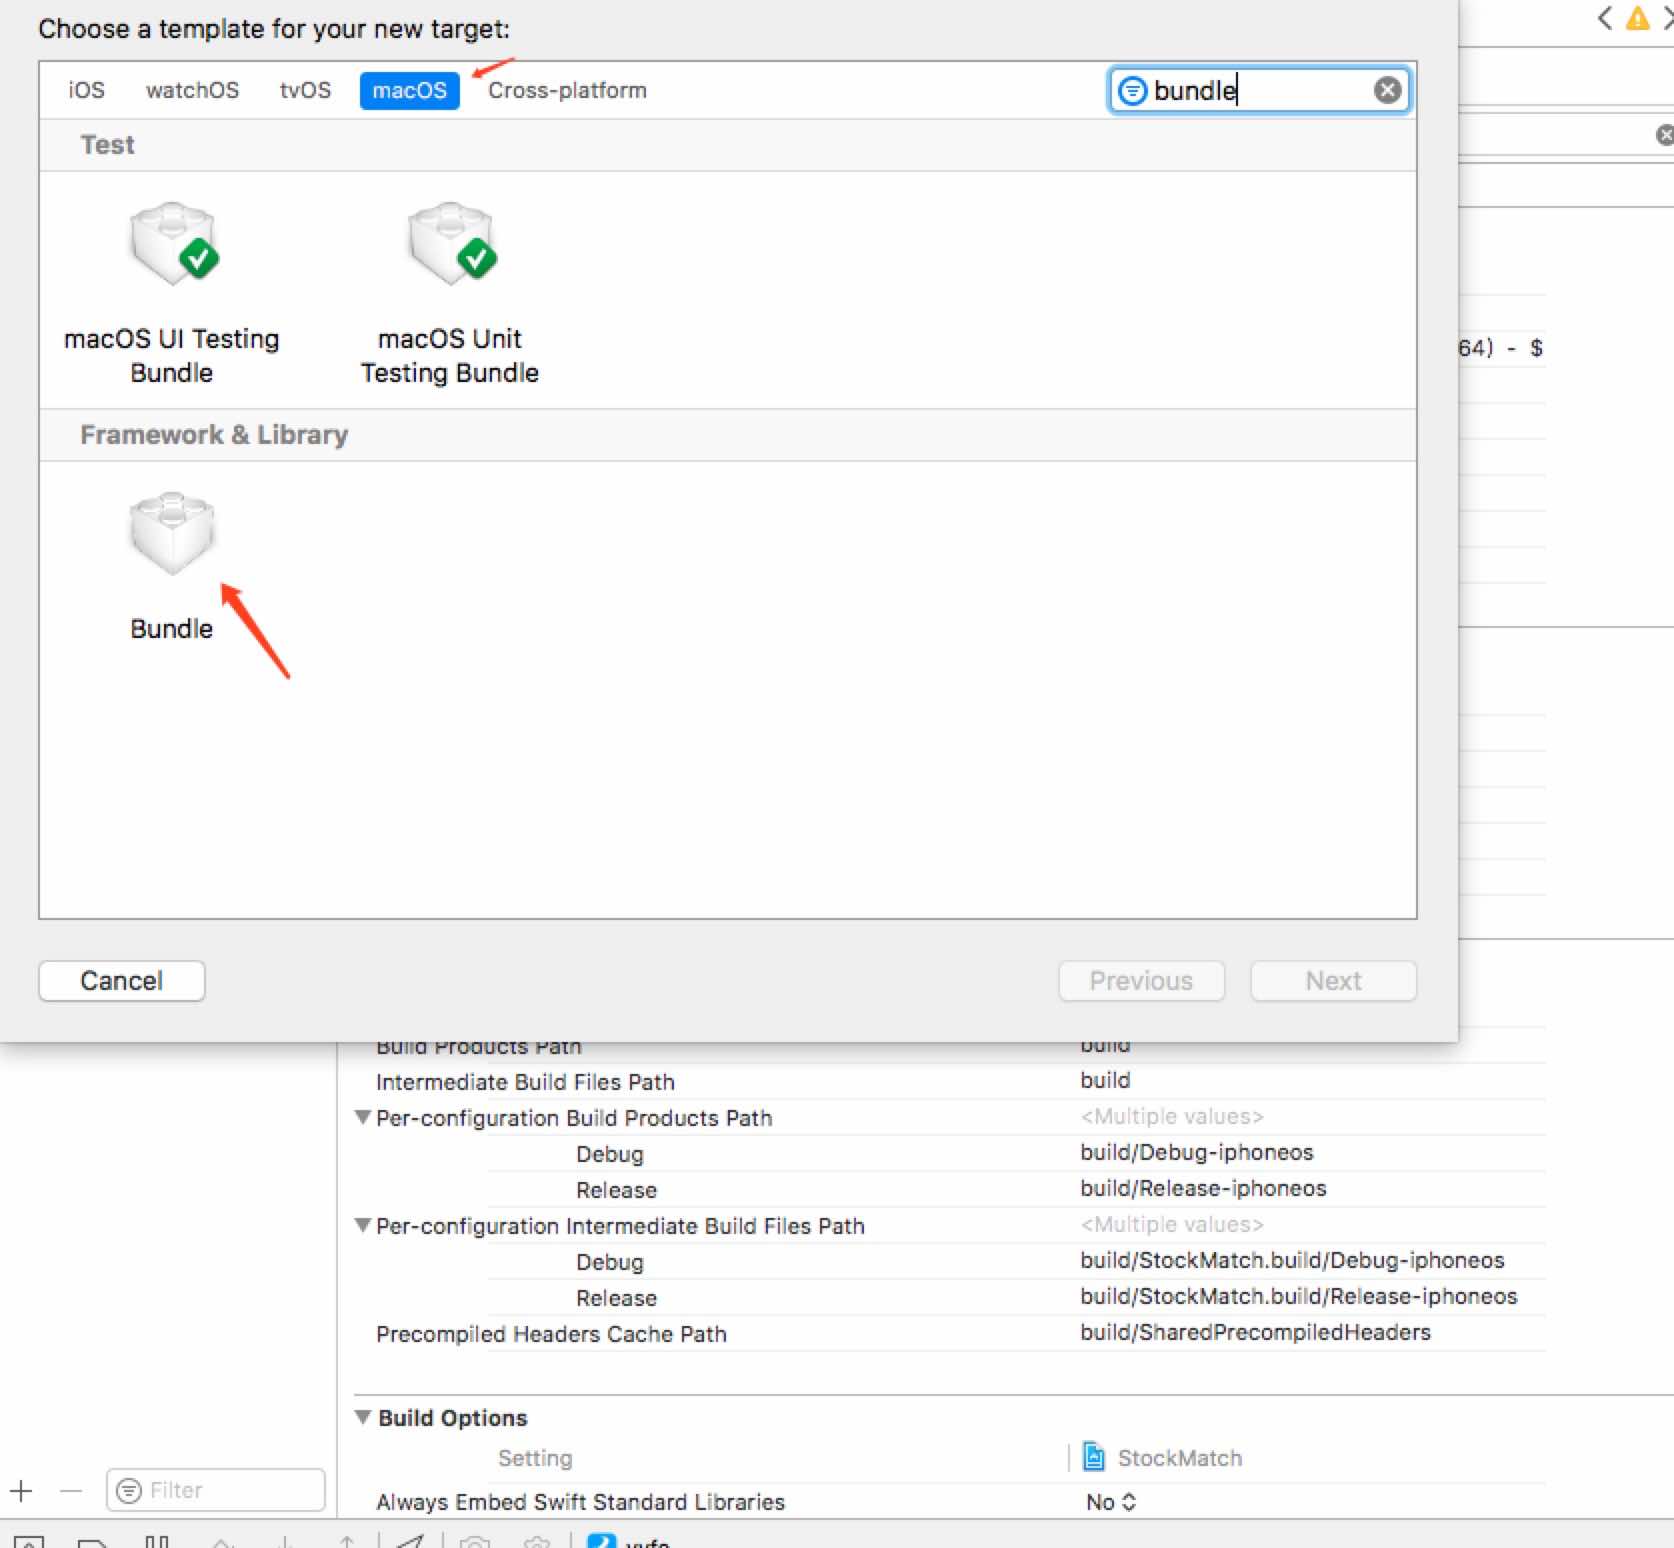 Choose a template for your new target:
iOS watchOS tvOS macOS Cross-platform bundle
Test
macOS UI Testing Bundle
macOS Unit Testing Bundle
Framework & Library
Bundle
64) - $
Cancel Previous Next
Build Products Path build
Intermediate Build Files Path build
Per-configuration Build Products Path <Multiple values>
Debug build/Debug-iphoneos
Release build/Release-iphoneos
Per-configuration Intermediate Build Files Path <Multiple values>
Debug build/StockMatch.build/Debug-iphoneos
Release build/StockMatch.build/Release-iphoneos
Precompiled Headers Cache Path build/SharedPrecompiledHeaders
Build Options
Setting StockMatch
Filter
Always Embed Swift Standard Libraries No